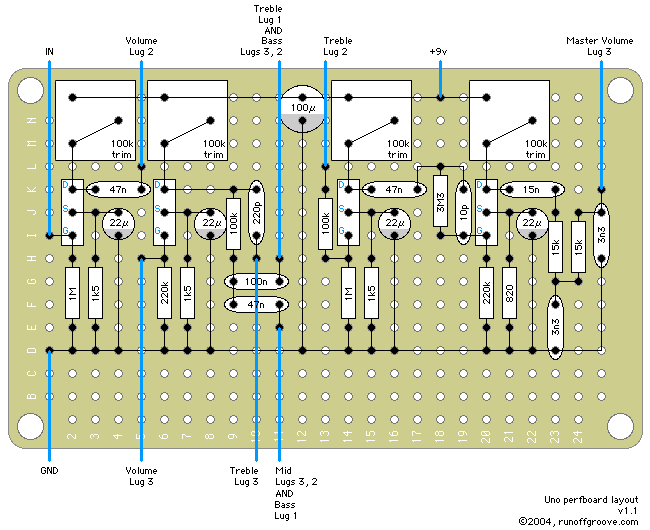 Treble
Lug 1
AND
Bass
Lugs 3, 2
IN
Volume
Lug 2
Treble
Lug 2
+9v
Master Volume
Lug 3
100µ
100k
trim
100k
trim
100k
trim
100k
trim
N
M
L
K
J
I
H
G
F
E
D
C
B
D
S
G
47n
22µ
1M
1k5
D
S
G
22µ
220k
1k5
100k
220p
100n
47n
100k
D
S
G
47n
22µ
1M
1k5
3M3
10p
D
S
G
15n
22µ
220k
820
15k
15k
3n3
3n3
2 3 4 5 6 7 8 9 10 11 12 13 14 15 16 17 18 19 20 21 22 23 24
GND
Volume
Lug 3
Treble
Lug 3
Mid
Lugs 3, 2
AND
Bass
Lug 1
Uno perfboard layout
v1.1
©2004, runoffgroove.com